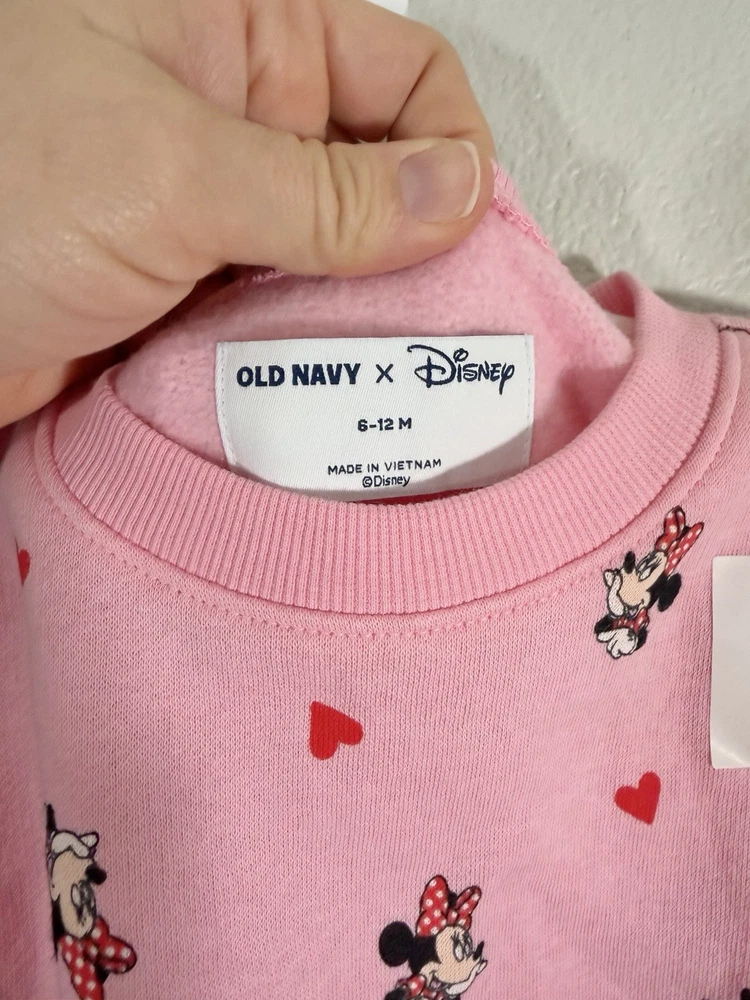 OLD NAVY X Disney
6-12 M
MADE IN VIETNAM
©Disney